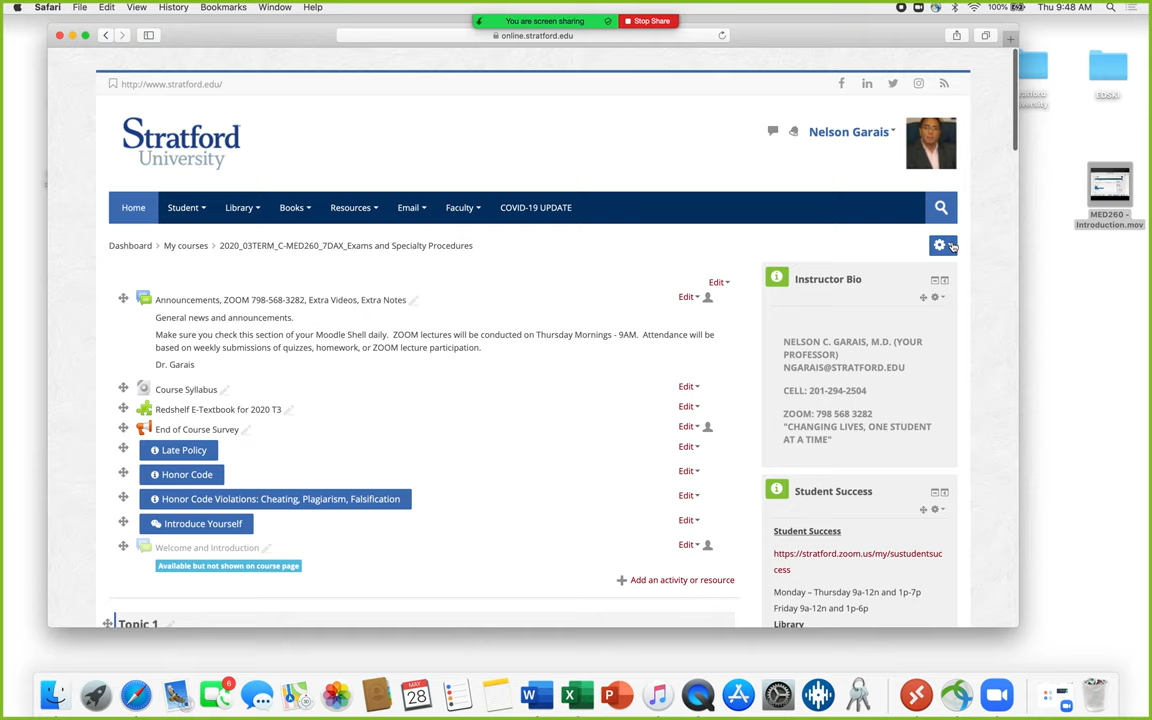 Safari File Edit View History Bookmarks Window Help
100% Thu 9:48 AM
You are screen sharing Stop Share
online.stratford.edu
http://www.stratford.edu/
Stratford
University
Nelson Garais
Home Student Library Books Resources Email Faculty COVID-19 UPDATE
Dashboard My courses 2020_03TERM_C-MED260_7DAX_Exams and Specialty Procedures
Edit
Announcements, ZOOM 798-568-3282, Extra Videos, Extra Notes Edit
General news and announcements.
Make sure you check this section of your Moodle Shell daily. ZOOM lectures will be conducted on Thursday Mornings - 9AM. Attendance will be
based on weekly submissions of quizzes, homework, or ZOOM lecture participation.
Dr. Garais
Course Syllabus Edit
Redshelf E-Textbook for 2020 T3 Edit
End of Course Survey Edit
Late Policy Edit
Honor Code Edit
Honor Code Violations: Cheating, Plagiarism, Falsification Edit
Introduce Yourself Edit
Welcome and Introduction Edit
Available but not shown on course page
Add an activity or resource
Topic 1
Instructor Bio
NELSON C. GARAIS, M.D. (YOUR
PROFESSOR)
NGARAIS@STRATFORD.EDU
CELL: 201-294-2504
ZOOM: 798 568 3282
"CHANGING LIVES, ONE STUDENT
AT A TIME"
Student Success
Student Success
https://stratford.zoom.us/my/sustudentsuc
cess
Monday – Thursday 9a-12n and 1p-7p
Friday 9a-12n and 1p-6p
Library
EDSKI
MED260 -
Introduction.mov
6
MAY
28